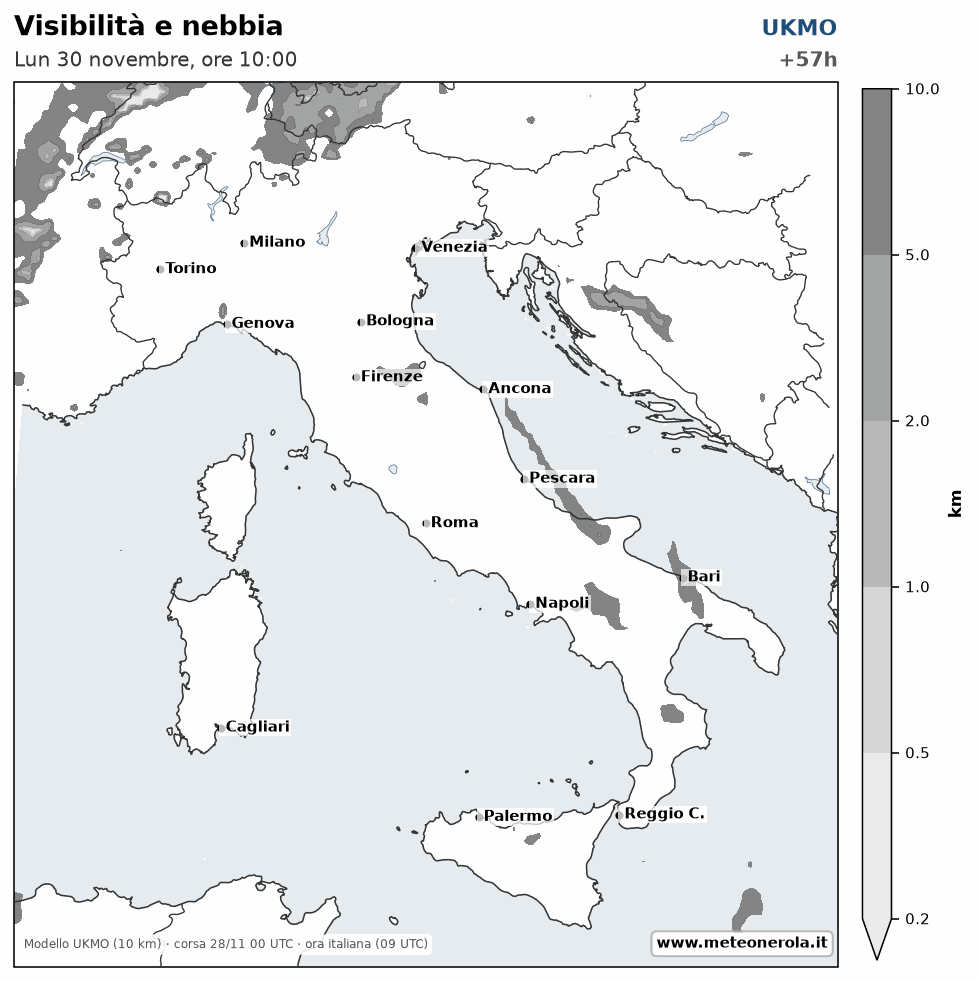 Visibilità e nebbia
UKMO
Lun 30 novembre, ore 10:00
+57h
10.0
5.0
2.0
1.0
0.5
0.2
km
Milano
Venezia
Torino
Genova
Bologna
Firenze
Ancona
Pescara
Roma
Bari
Napoli
Cagliari
Palermo
Reggio C.
Modello UKMO (10 km) · corsa 28/11 00 UTC · ora italiana (09 UTC)
www.meteonerola.it